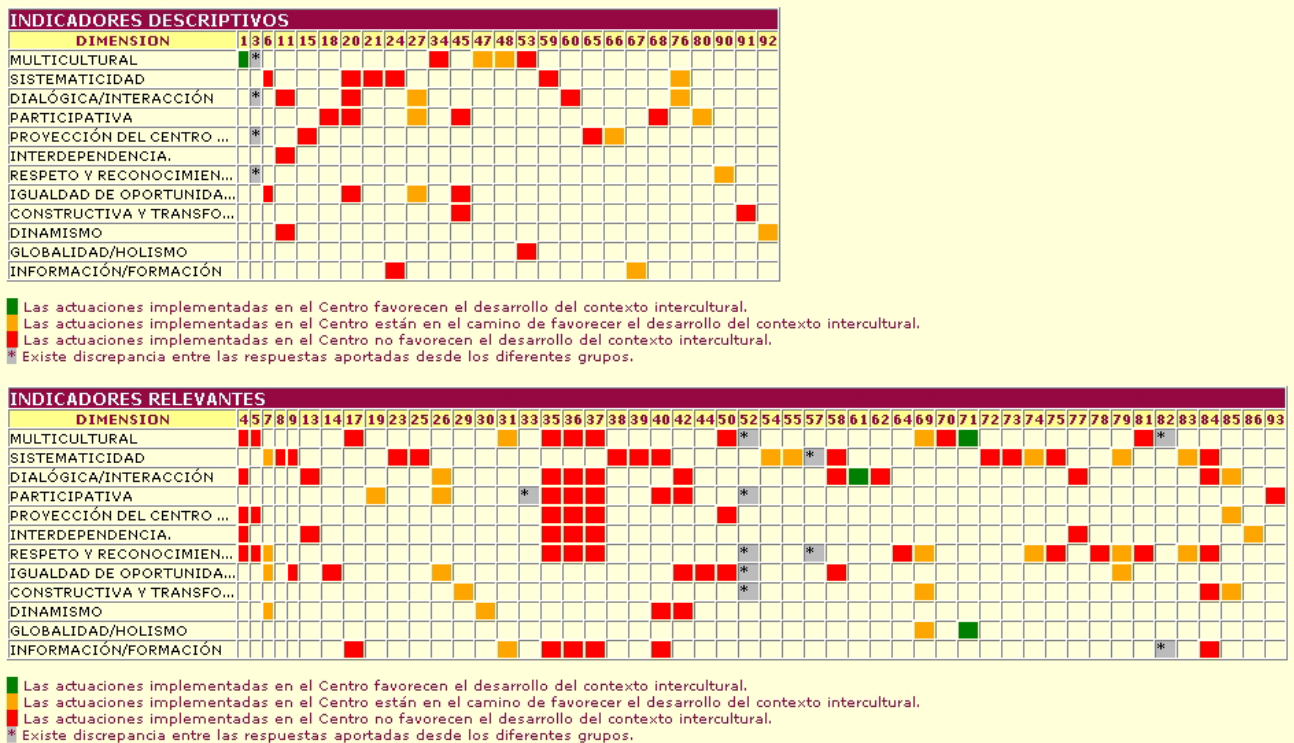 INDICADORES DESCRIPTIVOS
DIMENSION 1 3 6 11 15 18 20 21 24 27 34 45 47 48 53 59 60 65 66 67 68 76 80 90 91 92
MULTICULTURAL *
SISTEMATICIDAD
DIALÓGICA/INTERACCIÓN *
PARTICIPATIVA
PROYECCIÓN DEL CENTRO ... *
INTERDEPENDENCIA.
RESPETO Y RECONOCIMIEN... *
IGUALDAD DE OPORTUNIDA...
CONSTRUCTIVA Y TRANSFO...
DINAMISMO
GLOBALIDAD/HOLISMO
INFORMACIÓN/FORMACIÓN
Las actuaciones implementadas en el Centro favorecen el desarrollo del contexto intercultural.
Las actuaciones implementadas en el Centro están en el camino de favorecer el desarrollo del contexto intercultural.
Las actuaciones implementadas en el Centro no favorecen el desarrollo del contexto intercultural.
* Existe discrepancia entre las respuestas aportadas desde los diferentes grupos.
INDICADORES RELEVANTES
DIMENSION 4 5 7 8 9 13 14 17 19 23 25 26 29 30 31 33 35 36 37 38 39 40 42 44 50 52 54 55 57 58 61 62 64 69 70 71 72 73 74 75 77 78 79 81 82 83 84 85 86 93
MULTICULTURAL * *
SISTEMATICIDAD *
DIALÓGICA/INTERACCIÓN
PARTICIPATIVA * *
PROYECCIÓN DEL CENTRO ...
INTERDEPENDENCIA.
RESPETO Y RECONOCIMIEN... * *
IGUALDAD DE OPORTUNIDA... *
CONSTRUCTIVA Y TRANSFO... *
DINAMISMO
GLOBALIDAD/HOLISMO
INFORMACIÓN/FORMACIÓN *
Las actuaciones implementadas en el Centro favorecen el desarrollo del contexto intercultural.
Las actuaciones implementadas en el Centro están en el camino de favorecer el desarrollo del contexto intercultural.
Las actuaciones implementadas en el Centro no favorecen el desarrollo del contexto intercultural.
* Existe discrepancia entre las respuestas aportadas desde los diferentes grupos.